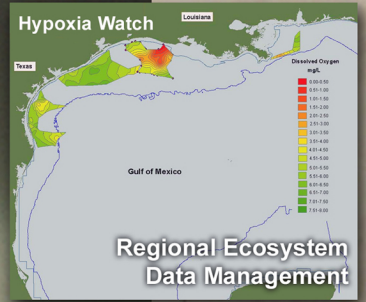 Hypoxia Watch
Louisiana
Texas
Dissolved Oxygen
mg/L
0.00-0.50
0.51-1.00
1.01-1.50
1.51-2.00
2.01-2.50
2.51-3.00
3.01-3.50
3.51-4.00
4.01-4.50
4.51-5.00
5.01-5.50
5.51-6.00
6.01-6.50
6.51-7.00
7.01-7.50
7.51-8.00
Gulf of Mexico
Regional Ecosystem
Data Management